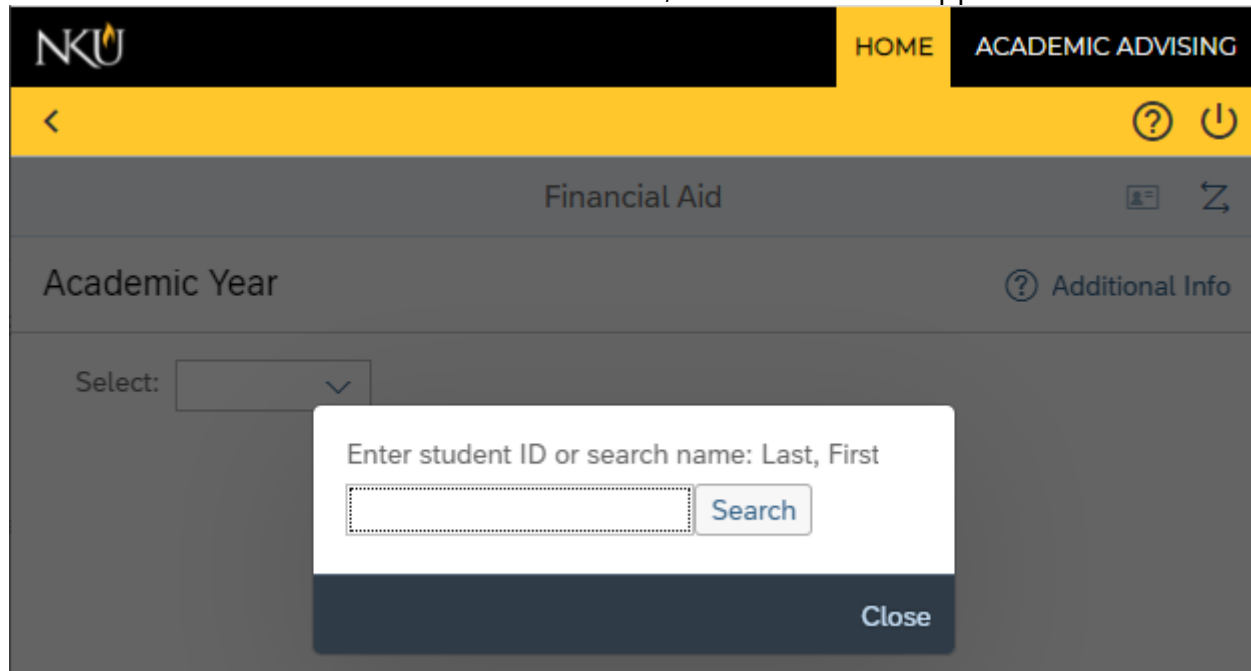 NKU
HOME
ACADEMIC ADVISING
Financial Aid
Academic Year
Additional Info
Select:
Enter student ID or search name: Last, First
Search
Close